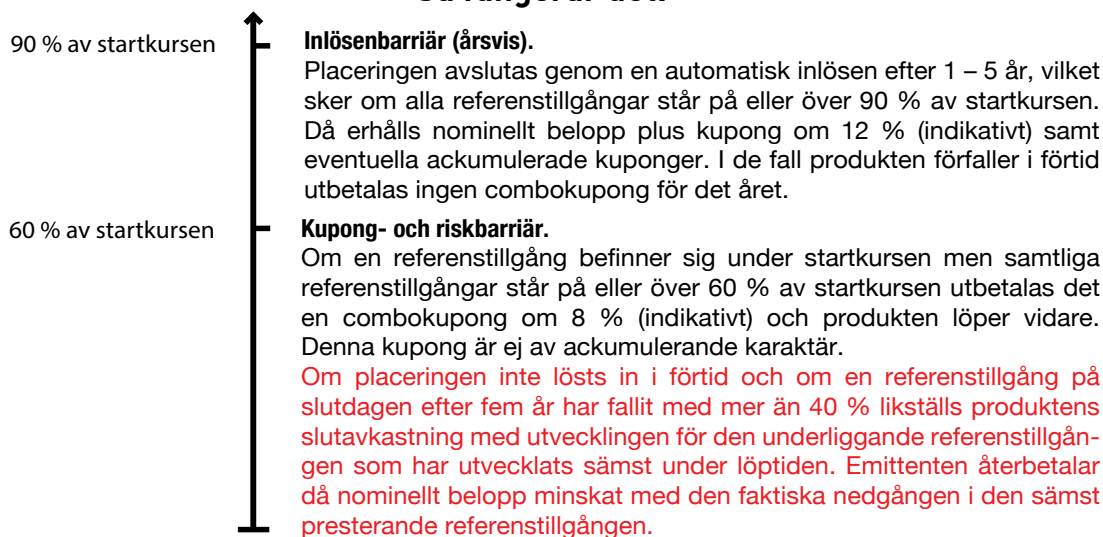 90 % av startkursen
Inlösenbarriär (årsvis).
Placeringen avslutas genom en automatisk inlösen efter 1 – 5 år, vilket
sker om alla referenstillgångar står på eller över 90 % av startkursen.
Då erhålls nominellt belopp plus kupong om 12 % (indikativt) samt
eventuella ackumulerade kuponger. I de fall produkten förfaller i förtid
utbetalas ingen combokupong för det året.
60 % av startkursen
Kupong- och riskbarriär.
Om en referenstillgång befinner sig under startkursen men samtliga
referenstillgångar står på eller över 60 % av startkursen utbetalas det
en combokupong om 8 % (indikativt) och produkten löper vidare.
Denna kupong är ej av ackumulerande karaktär.
Om placeringen inte lösts in i förtid och om en referenstillgång på
slutdagen efter fem år har fallit med mer än 40 % likställs produktens
slutavkastning med utvecklingen för den underliggande referenstillgån-
gen som har utvecklats sämst under löptiden. Emittenten återbetalar
då nominellt belopp minskat med den faktiska nedgången i den sämst
presterande referenstillgången.